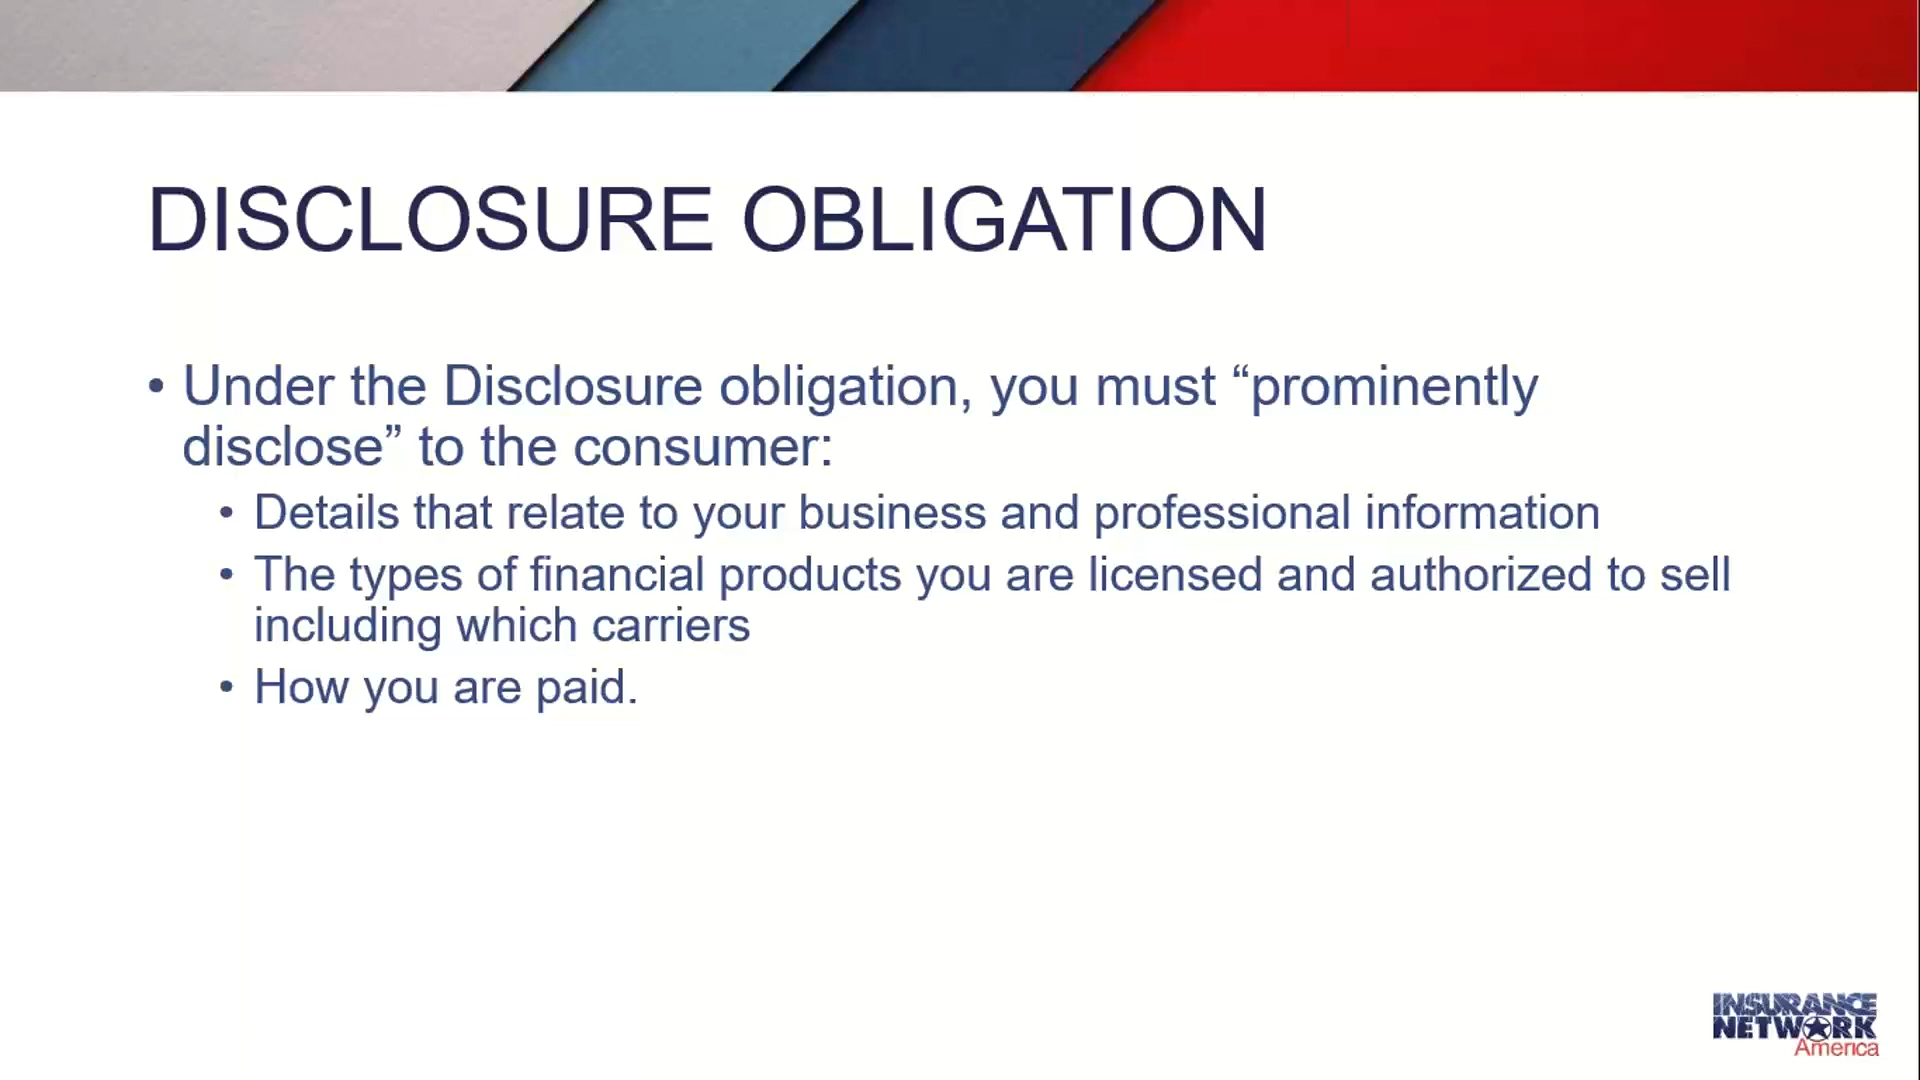 DISCLOSURE OBLIGATION
• Under the Disclosure obligation, you must “prominently
disclose” to the consumer:
• Details that relate to your business and professional information
• The types of financial products you are licensed and authorized to sell
including which carriers
• How you are paid.
INSURANCE
NETWORK
America